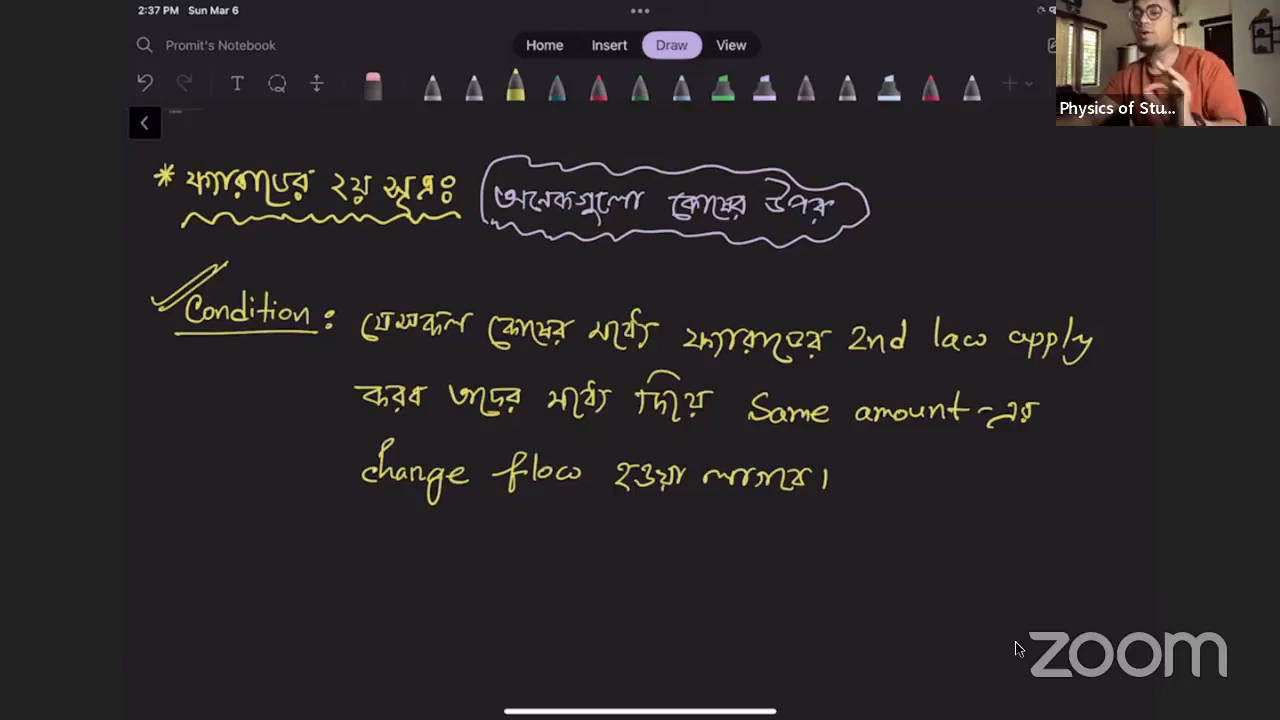 2:37 PM Sun Mar 6
Promit's Notebook Home Insert Draw View
Physics of Stu...
* ফ্যারাডের ২য় সূত্রঃ অনেকগুলো কোষের উপর
Condition: যেসকল কোষের মধ্যে ফ্যারাডের 2nd law apply
করব তাদের মধ্যে দিয়ে Same amount-এর
change flow হওয়া লাগবে।
zoom